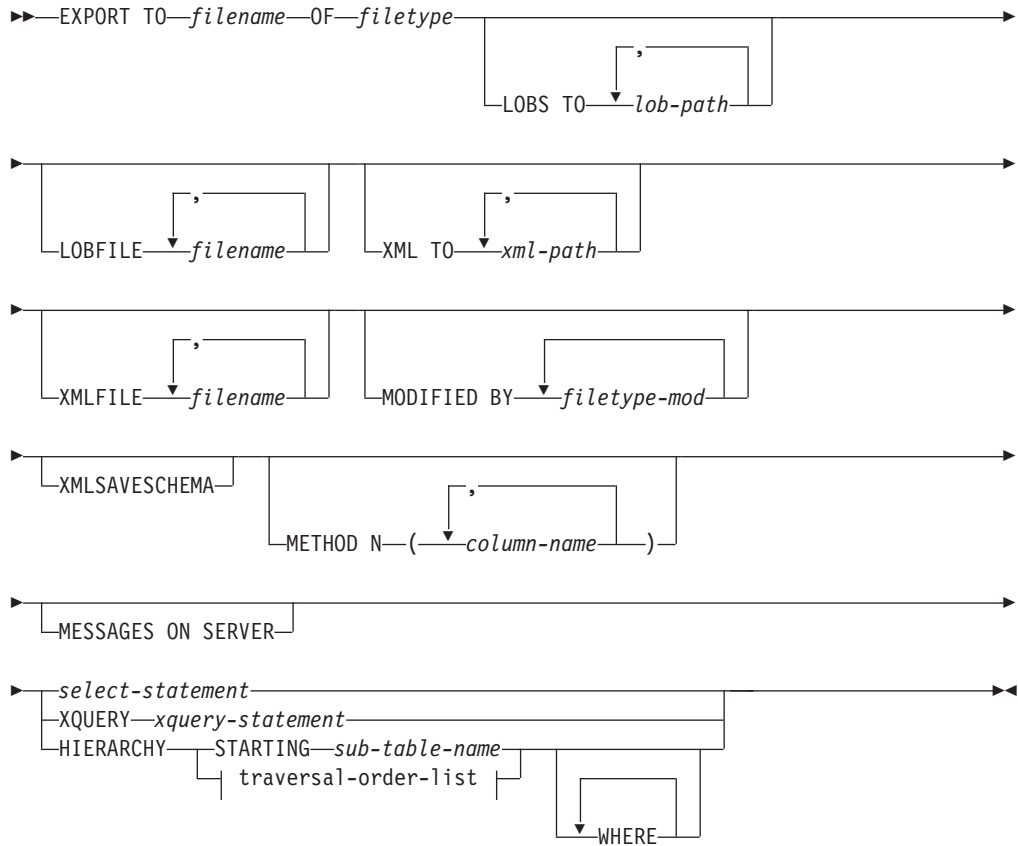 EXPORT TO filename OF filetype
,
LOBS TO lob-path
, ,
LOBFILE filename XML TO xml-path
,
XMLFILE filename MODIFIED BY filetype-mod
XMLSAVESCHEMA
,
METHOD N ( column-name )
MESSAGES ON SERVER
select-statement
XQUERY xquery-statement
HIERARCHY STARTING sub-table-name
traversal-order-list
WHERE